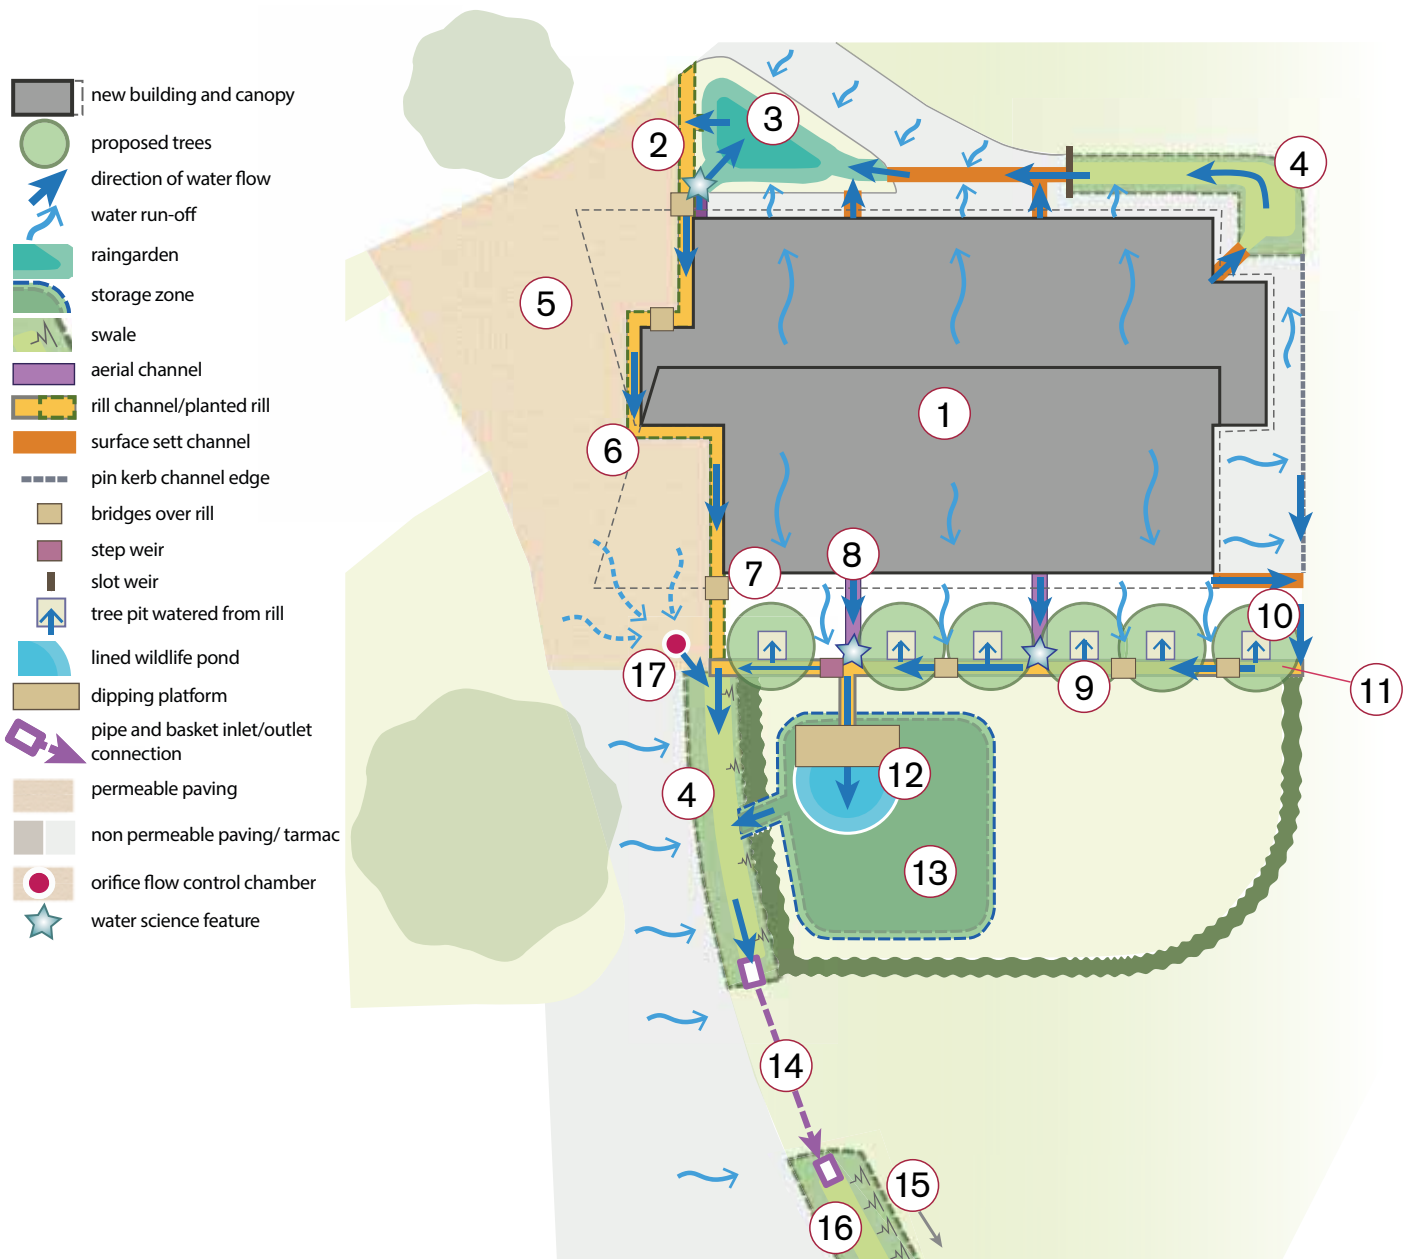 new building and canopy
proposed trees
direction of water flow
water run-off
raingarden
storage zone
swale
aerial channel
rill channel/planted rill
surface sett channel
pin kerb channel edge
bridges over rill
step weir
slot weir
tree pit watered from rill
lined wildlife pond
dipping platform
pipe and basket inlet/outlet
connection
permeable paving
non permeable paving/ tarmac
orifice flow control chamber
water science feature
3
2
4
5
1
6
8
7
10
17
9
11
12
4
13
14
15
16